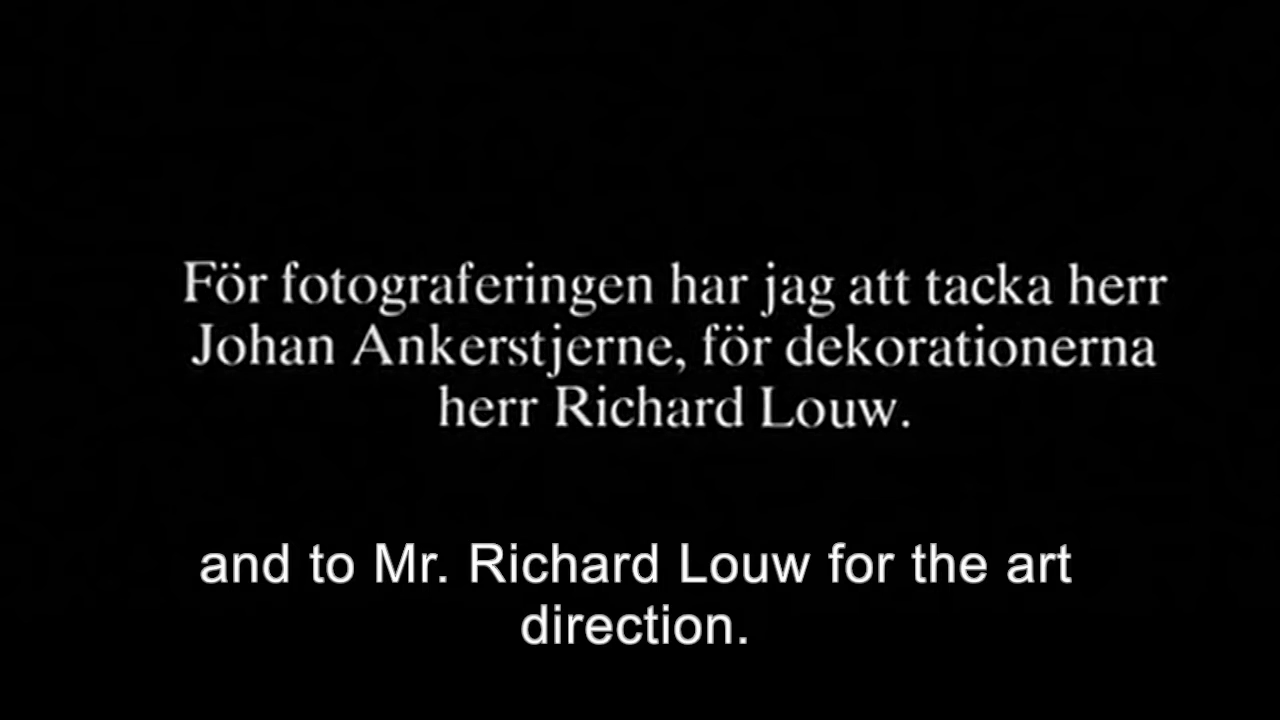 För fotograferingen har jag att tacka herr
Johan Ankerstjerne, för dekorationerna
herr Richard Louw.
and to Mr. Richard Louw for the art
direction.